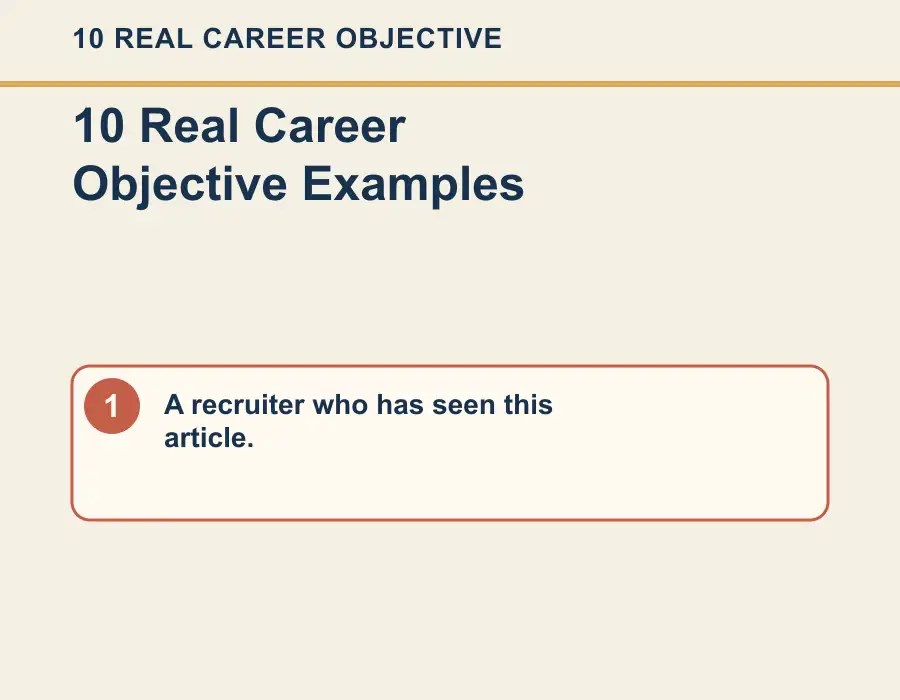 10 REAL CAREER OBJECTIVE
10 Real Career
Objective Examples
1
A recruiter who has seen this
article.